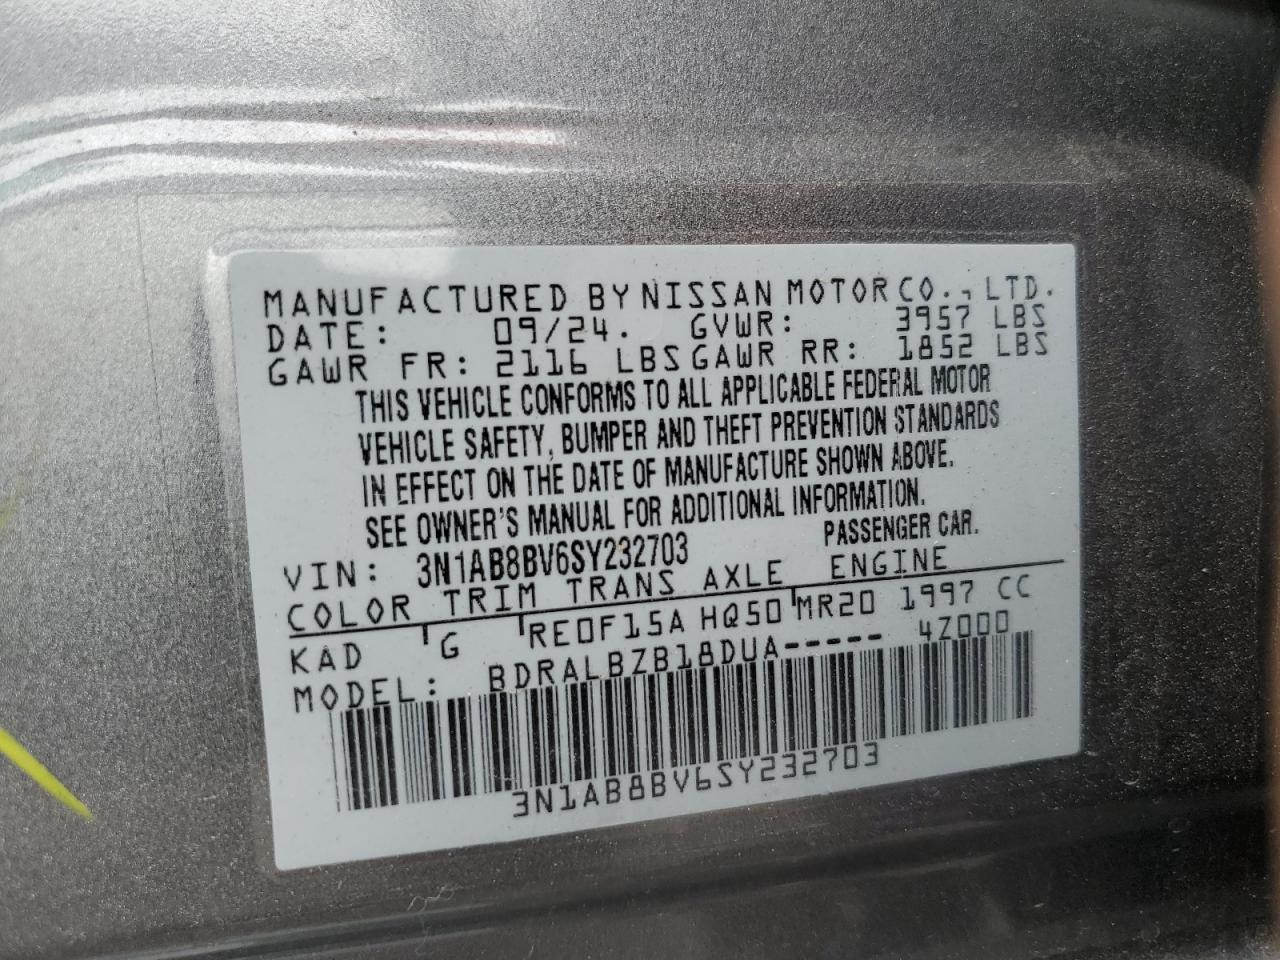 MANUFACTURED BY NISSAN MOTOR CO., LTD.
DATE: 09/24. GVWR: 3957 LBS
GAWR FR: 2116 LBS GAWR RR: 1852 LBS
THIS VEHICLE CONFORMS TO ALL APPLICABLE FEDERAL MOTOR
VEHICLE SAFETY, BUMPER AND THEFT PREVENTION STANDARDS
IN EFFECT ON THE DATE OF MANUFACTURE SHOWN ABOVE.
SEE OWNER'S MANUAL FOR ADDITIONAL INFORMATION.
VIN: 3N1AB8BV6SY232703 PASSENGER CAR.
COLOR TRIM TRANS AXLE ENGINE
KAD G RE0F15A HQ50 MR20 1997 CC
MODEL: BDRALBZB18DUA----- 4Z000
3N1AB8BV6SY232703